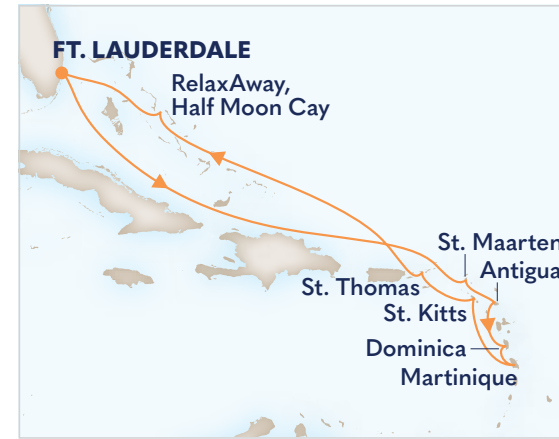 FT. LAUDERDALE
RelaxAway,
Half Moon Cay
St. Maarten
Antigua
St. Thomas
St. Kitts
Dominica
Martinique